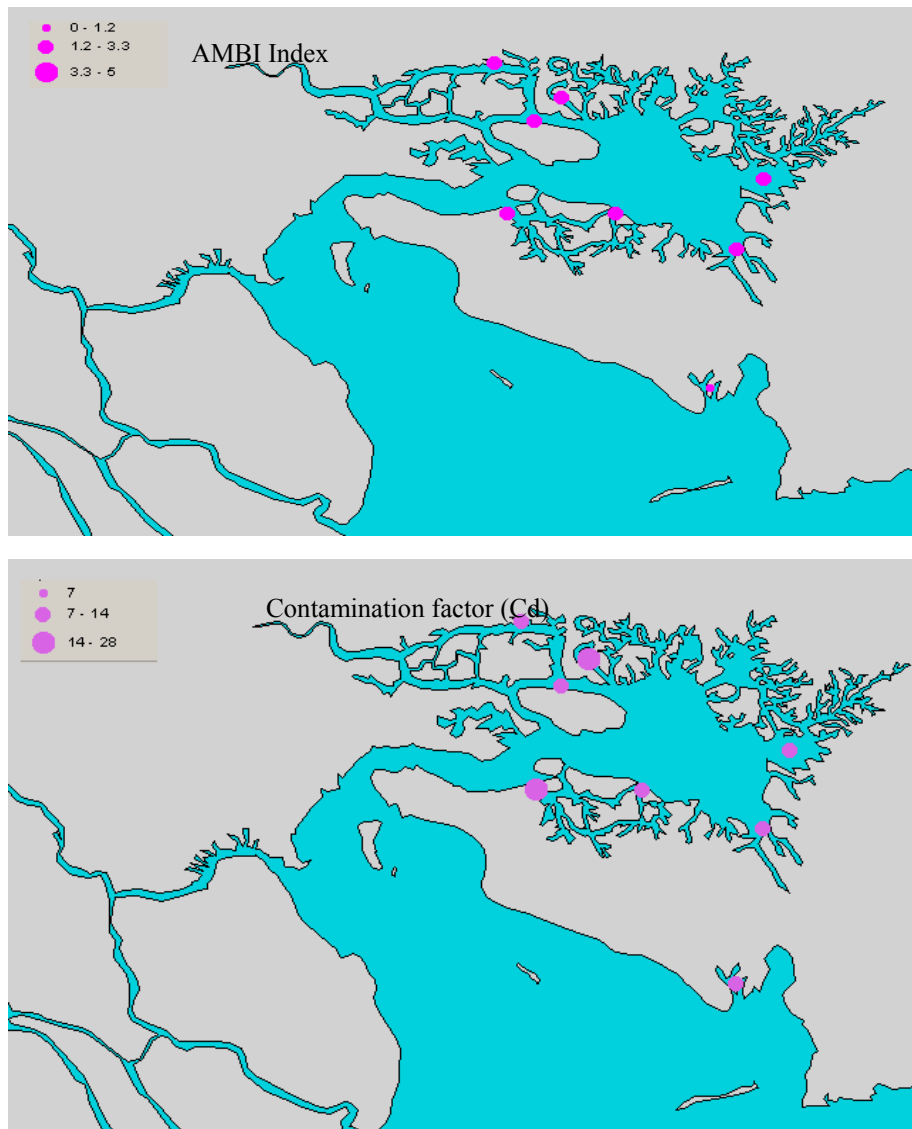 0 - 1.2
1.2 - 3.3
3.3 - 5
AMBI Index
7
7 - 14
14 - 28
Contamination factor (Cd)